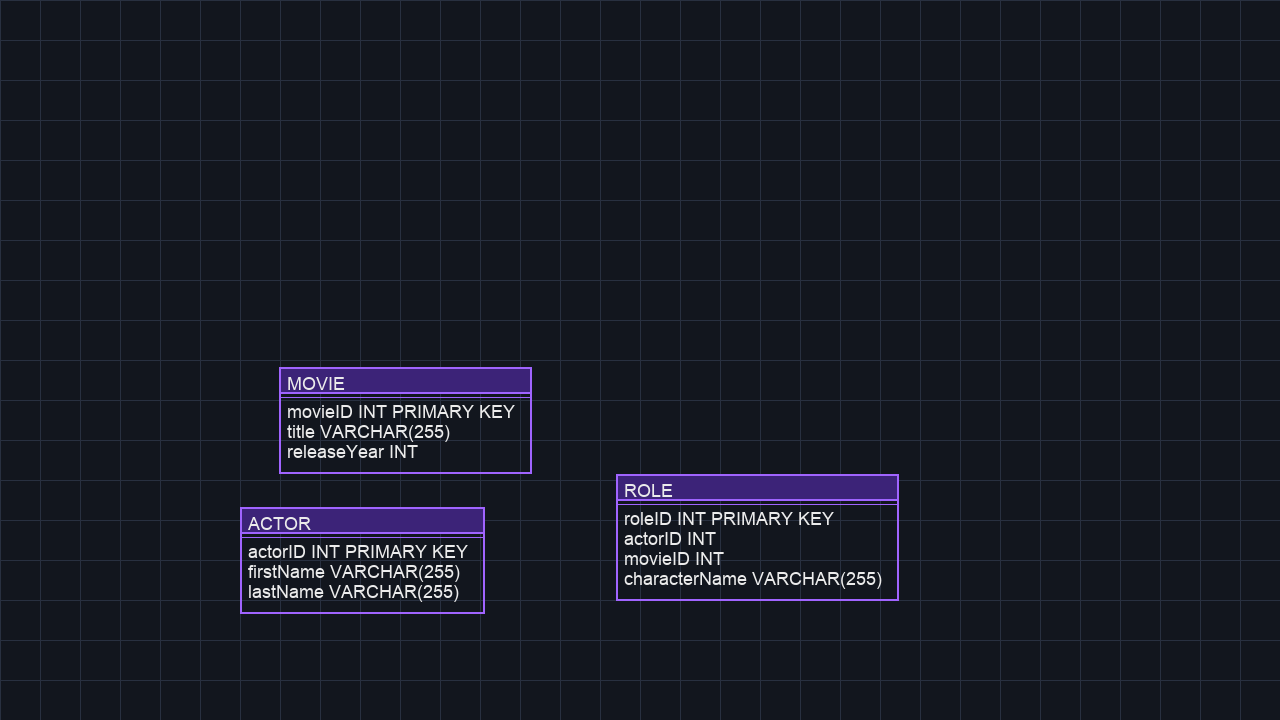 MOVIE
movieID INT PRIMARY KEY
title VARCHAR(255)
releaseYear INT
ACTOR
actorID INT PRIMARY KEY
firstName VARCHAR(255)
lastName VARCHAR(255)
ROLE
roleID INT PRIMARY KEY
actorID INT
movieID INT
characterName VARCHAR(255)